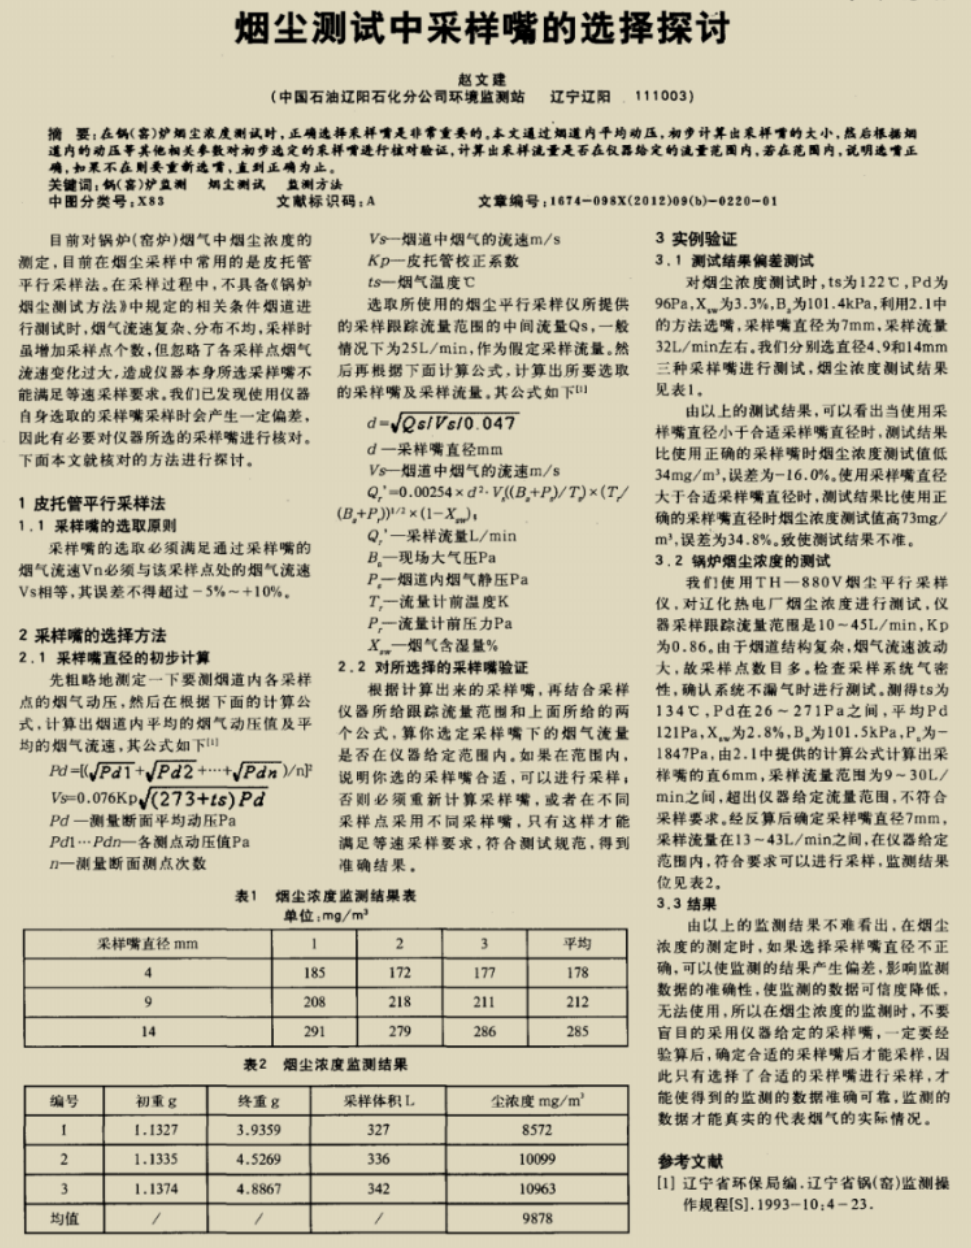 烟尘测试中采样嘴的选择探讨
赵文建
(中国石油辽阳石化分公司环境监测站 辽宁辽阳 111003)
摘 要:在锅(窑)炉烟尘浓度测试时,正确选择采样嘴是非常重要的。本文通过烟道内平均动压,初步计算出采样嘴的大小,然后根据烟
道内的动压等其他相关参数对初步选定的采样嘴进行核对验证,计算出采样流量是否在仪器给定的流量范围内,若在范围内,说明选嘴正
确,如果不在则要重新选嘴,直到正确为止。
关键词:锅(窑)炉监测 烟尘测试 监测方法
中图分类号:X83 文献标识码:A 文章编号:1674-098X(2012)09(b)-0220-01
目前对锅炉(窑炉)烟气中烟尘浓度的
测定,目前在烟尘采样中常用的是皮托管
平行采样法。在采样过程中,不具备《锅炉
烟尘测试方法》中规定的相关条件烟道进
行测试时,烟气流速复杂、分布不均,采样时
虽增加采样点个数,但忽略了各采样点烟气
流速变化过大,造成仪器本身所选采样嘴不
能满足等速采样要求。我们已发现使用仪器
自身选取的采样嘴采样时会产生一定偏差,
因此有必要对仪器所选的采样嘴进行核对。
下面本文就核对的方法进行探讨。
1 皮托管平行采样法
1.1 采样嘴的选取原则
采样嘴的选取必须满足通过采样嘴的
烟气流速Vn必须与该采样点处的烟气流速
Vs相等,其误差不得超过-5%~+10%。
2 采样嘴的选择方法
2.1 采样嘴直径的初步计算
先粗略地测定一下要测烟道内各采样
点的烟气动压,然后在根据下面的计算公
式,计算出烟道内平均的烟气动压值及平
均的烟气流速,其公式如下[1]
Pd=[(√Pd1+√Pd2+…+√Pdn)/n]²
Vs=0.076Kp√(273+ts)Pd
Pd—测量断面平均动压Pa
Pd1…Pdn—各测点动压值Pa
n—测量断面测点次数
Vs—烟道中烟气的流速m/s
Kp—皮托管校正系数
ts—烟气温度℃
选取所使用的烟尘平行采样仪所提供
的采样跟踪流量范围的中间流量Qs,一般
情况下为25L/min,作为假定采样流量。然
后再根据下面计算公式,计算出所要选取
的采样嘴及采样流量。其公式如下[1]
d=√Qs/Vs/0.047
d—采样嘴直径mm
Vs—烟道中烟气的流速m/s
Qr'=0.00254×d²·Vs((Ba+Ps)/Ts)×(Tr/
(Ba+Pr))1/2×(1-Xsw);
Qr'—采样流量L/min
Ba—现场大气压Pa
Ps—烟道内烟气静压Pa
Tr—流量计前温度K
Pr—流量计前压力Pa
Xsw—烟气含湿量%
2.2 对所选择的采样嘴验证
根据计算出来的采样嘴,再结合采样
仪器所给跟踪流量范围和上面所给的两
个公式,算你选定采样嘴下的烟气流量
是否在仪器给定范围内。如果在范围内,
说明你选的采样嘴合适,可以进行采样;
否则必须重新计算采样嘴,或者在不同
采样点采用不同采样嘴,只有这样才能
满足等速采样要求,符合测试规范,得到
准确结果。
表1 烟尘浓度监测结果表
单位:mg/m³
采样嘴直径 mm 1 2 3 平均
4 185 172 177 178
9 208 218 211 212
14 291 279 286 285
表2 烟尘浓度监测结果
编号 初重 g 终重 g 采样体积 L 尘浓度 mg/m³
1 1.1327 3.9359 327 8572
2 1.1335 4.5269 336 10099
3 1.1374 4.8867 342 10963
均值 / / / 9878
3 实例验证
3.1 测试结果偏差测试
对烟尘浓度测试时,ts为122℃,Pd为
96Pa,Xsw为3.3%,Ba为101.4kPa,利用2.1中
的方法选嘴,采样嘴直径为7mm,采样流量
32L/min左右。我们分别选直径4、9和14mm
三种采样嘴进行测试,烟尘浓度测试结果
见表1。
由以上的测试结果,可以看出当使用采
样嘴直径小于合适采样嘴直径时,测试结果
比使用正确的采样嘴时烟尘浓度测试值低
34mg/m³,误差为-16.0%。使用采样嘴直径
大于合适采样嘴直径时,测试结果比使用正
确的采样嘴直径时烟尘浓度测试值高73mg/
m³,误差为34.8%。致使测试结果不准。
3.2 锅炉烟尘浓度的测试
我们使用TH—880V烟尘平行采样
仪,对辽化热电厂烟尘浓度进行测试,仪
器采样跟踪流量范围是10~45L/min,Kp
为0.86。由于烟道结构复杂,烟气流速波动
大,故采样点数目多。检查采样系统气密
性,确认系统不漏气时进行测试。测得ts为
134℃,Pd在26~271Pa之间,平均Pd
121Pa,Xsw为2.8%,Ba为101.5kPa,Ps为-
1847Pa,由2.1中提供的计算公式计算出采
样嘴的直6mm,采样流量范围为9~30L/
min之间,超出仪器给定流量范围,不符合
采样要求。经反算后确定采样嘴直径7mm,
采样流量在13~43L/min之间,在仪器给定
范围内,符合要求可以进行采样,监测结果
位见表2。
3.3 结果
由以上的监测结果不难看出,在烟尘
浓度的测定时,如果选择采样嘴直径不正
确,可以使监测的结果产生偏差,影响监测
数据的准确性,使监测的数据可信度降低,
无法使用,所以在烟尘浓度的监测时,不要
盲目的采用仪器给定的采样嘴,一定要经
验算后,确定合适的采样嘴后才能采样,因
此只有选择了合适的采样嘴进行采样,才
能使得到的监测的数据准确可靠,监测的
数据才能真实的代表烟气的实际情况。
参考文献
[1] 辽宁省环保局编.辽宁省锅(窑)监测操
作规程[S].1993-10:4-23.